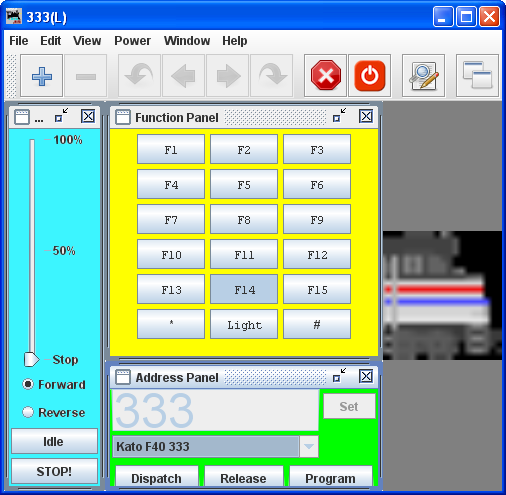 333(L)
File Edit View Power Window Help
... Function Panel
100%
50%
Stop
Forward
Reverse
Idle
STOP!
F1 F2 F3
F4 F5 F6
F7 F8 F9
F10 F11 F12
F13 F14 F15
* Light #
Address Panel
333 Set
Kato F40 333
Dispatch Release Program